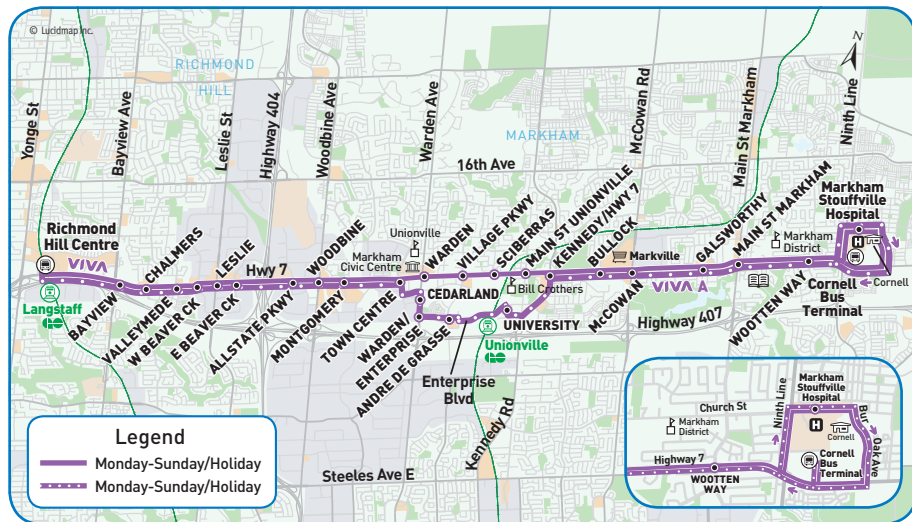 © Lucidmap Inc.
RICHMOND
HILL
MARKHAM
Yonge St
Bayview Ave
Leslie St
Highway 404
Woodbine Ave
Warden Ave
McCowan Rd
Main St Markham
Ninth Line
N
16th Ave
Richmond
Hill Centre
VIVA
Langstaff
BAYVIEW
VALLEYMEDE
CHALMERS
W BEAVER CK
E BEAVER CK
LESLIE
Hwy 7
ALLSTATE PKWY
WOODBINE
MONTGOMERY
Unionville
Markham
Civic Centre
TOWN CENTRE
WARDEN
CEDARLAND
WARDEN/
ENTERPRISE
ANDRE DE GRASSE
Enterprise
Blvd
VILLAGE PKWY
SCIBERRAS
MAIN ST UNIONVILLE
KENNEDY/HWY 7
Bill Crothers
UNIVERSITY
Unionville
BULLOCK
Markville
McCOWAN
VIVA A
GALSWORTHY
MAIN ST MARKHAM
Markham
District
WOOTTEN WAY
Highway 407
Markham
Stouffville
Hospital
H
Cornell
Cornell
Bus
Terminal
Kennedy Rd
Steeles Ave E
Legend
Monday-Sunday/Holiday
Monday-Sunday/Holiday
Markham
Stouffville
Hospital
Church St
Markham
District
Ninth Line
H
Cornell
Bur Oak Ave
Cornell
Bus
Terminal
Highway 7
WOOTTEN
WAY